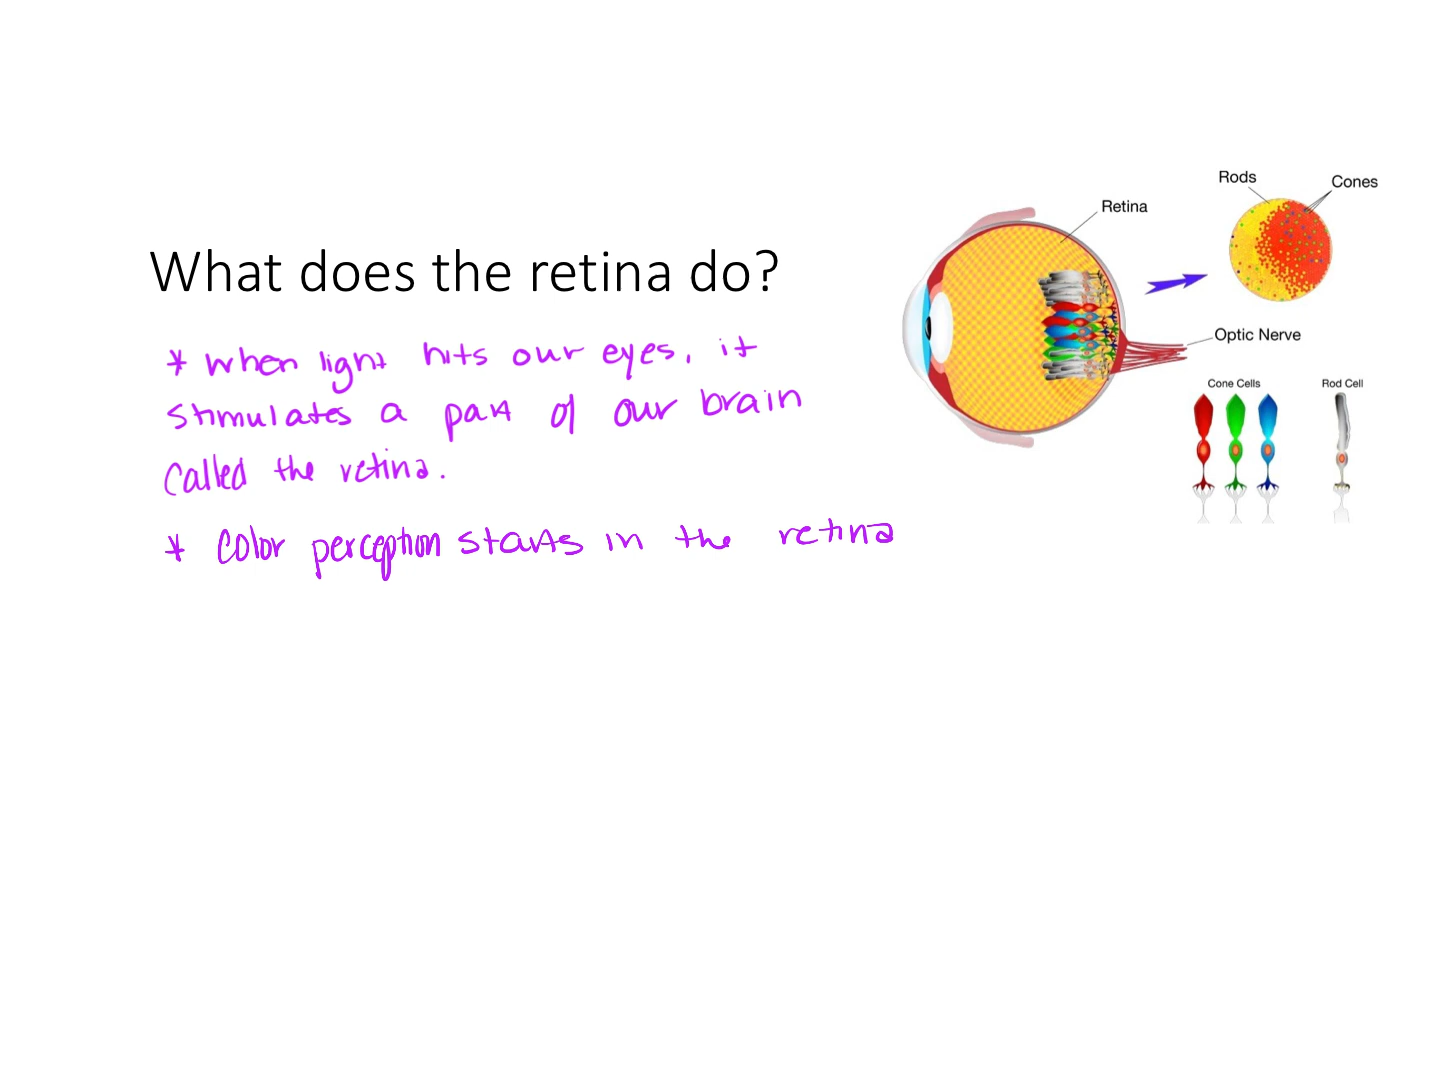 What does the retina do?
* when light hits our eyes, it
stimulates a part of our brain
called the retina.
* color perception starts in the retina
Rods
Cones
Retina
Optic Nerve
Cone Cells
Rod Cell